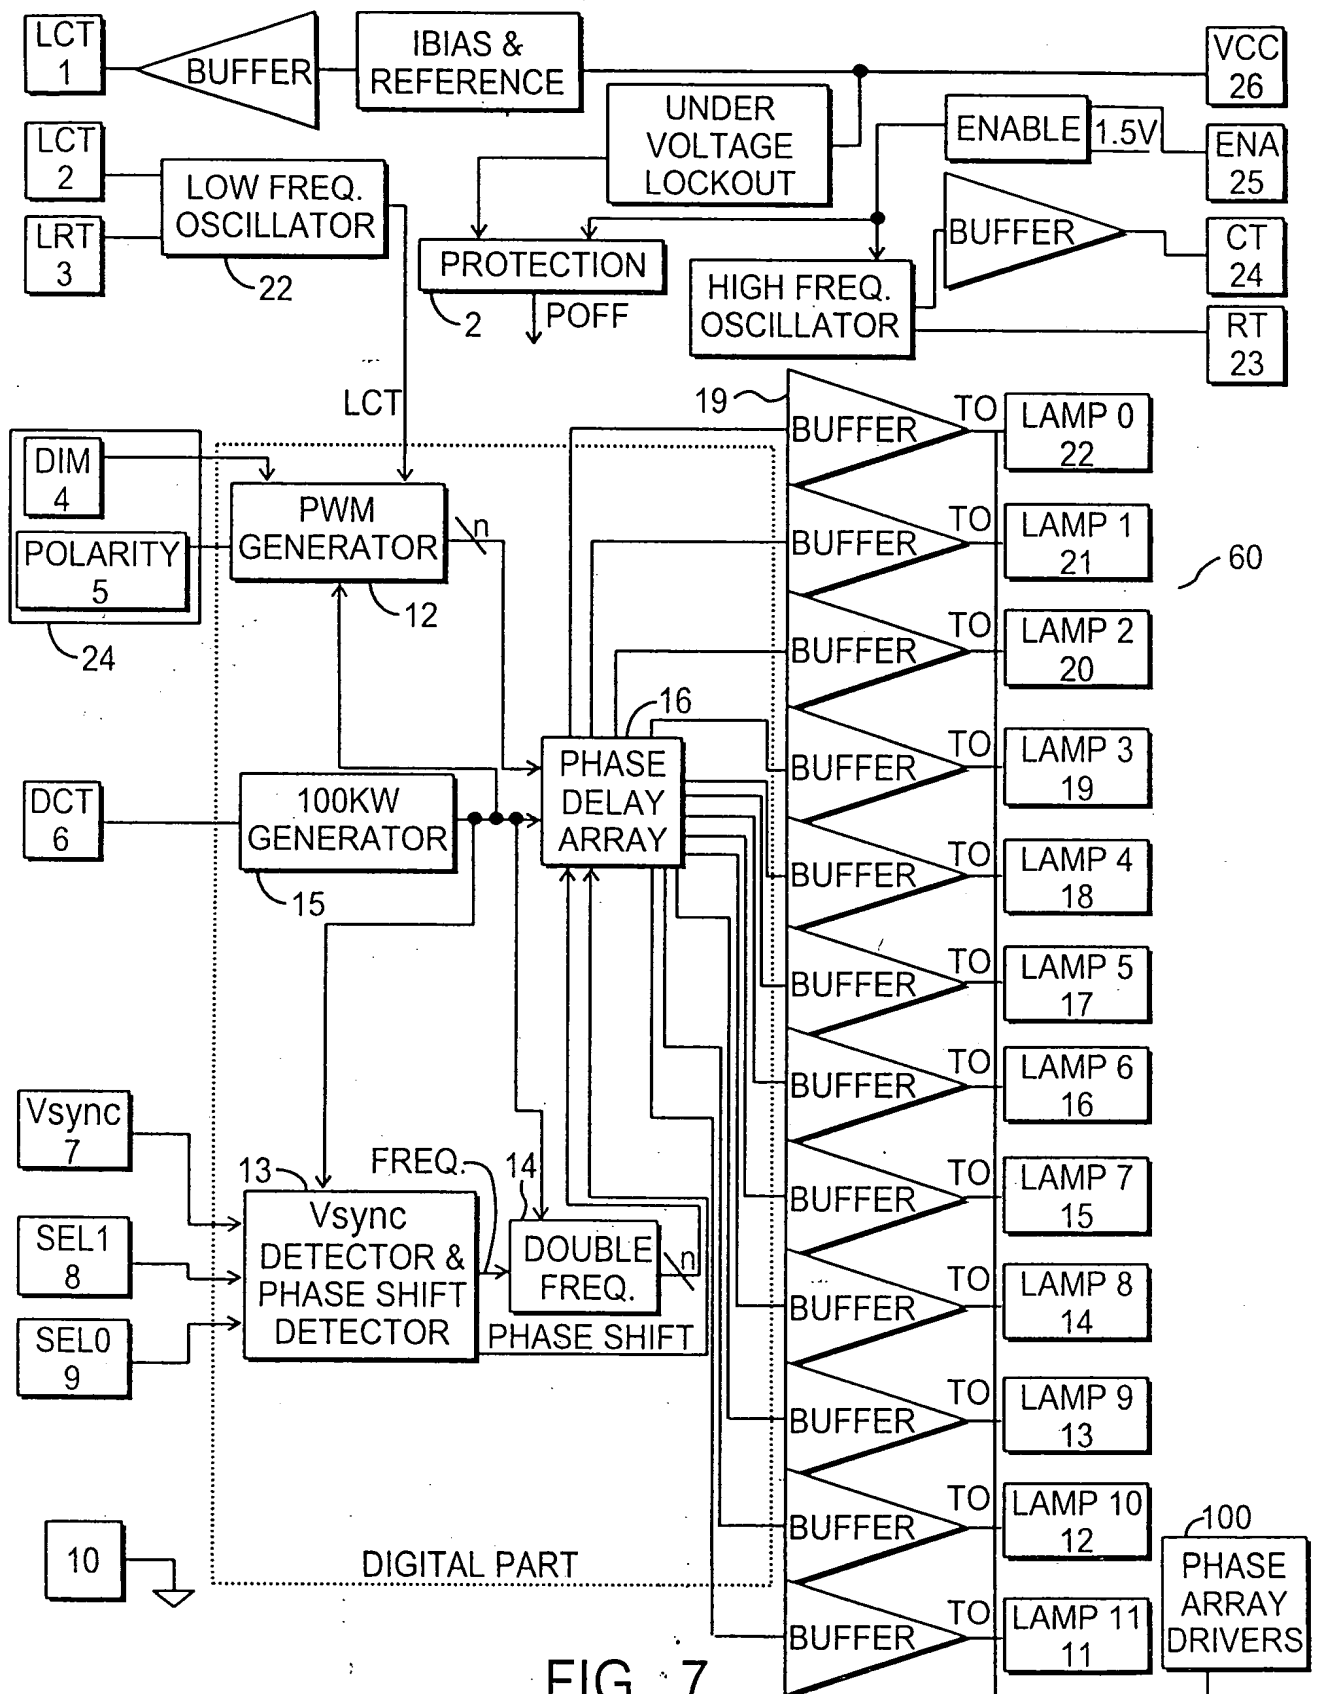 LCT
1
BUFFER
IBIAS &
REFERENCE
VCC
26
UNDER
VOLTAGE
LOCKOUT
ENABLE
1.5V
ENA
25
LCT
2
LOW FREQ.
OSCILLATOR
22
LRT
3
PROTECTION
2
POFF
BUFFER
CT
24
HIGH FREQ.
OSCILLATOR
RT
23
LCT
19
BUFFER
TO
LAMP 0
22
DIM
4
POLARITY
5
24
PWM
GENERATOR
12
n
BUFFER
TO
LAMP 1
21
60
BUFFER
TO
LAMP 2
20
16
PHASE
DELAY
ARRAY
BUFFER
TO
LAMP 3
19
DCT
6
100KW
GENERATOR
15
BUFFER
TO
LAMP 4
18
BUFFER
TO
LAMP 5
17
BUFFER
TO
LAMP 6
16
Vsync
7
SEL1
8
SEL0
9
13
Vsync
DETECTOR &
PHASE SHIFT
DETECTOR
FREQ.
14
DOUBLE
FREQ.
n
PHASE SHIFT
BUFFER
TO
LAMP 7
15
BUFFER
TO
LAMP 8
14
BUFFER
TO
LAMP 9
13
BUFFER
TO
LAMP 10
12
100
PHASE
ARRAY
DRIVERS
10
DIGITAL PART
BUFFER
TO
LAMP 11
11
FIG. 7